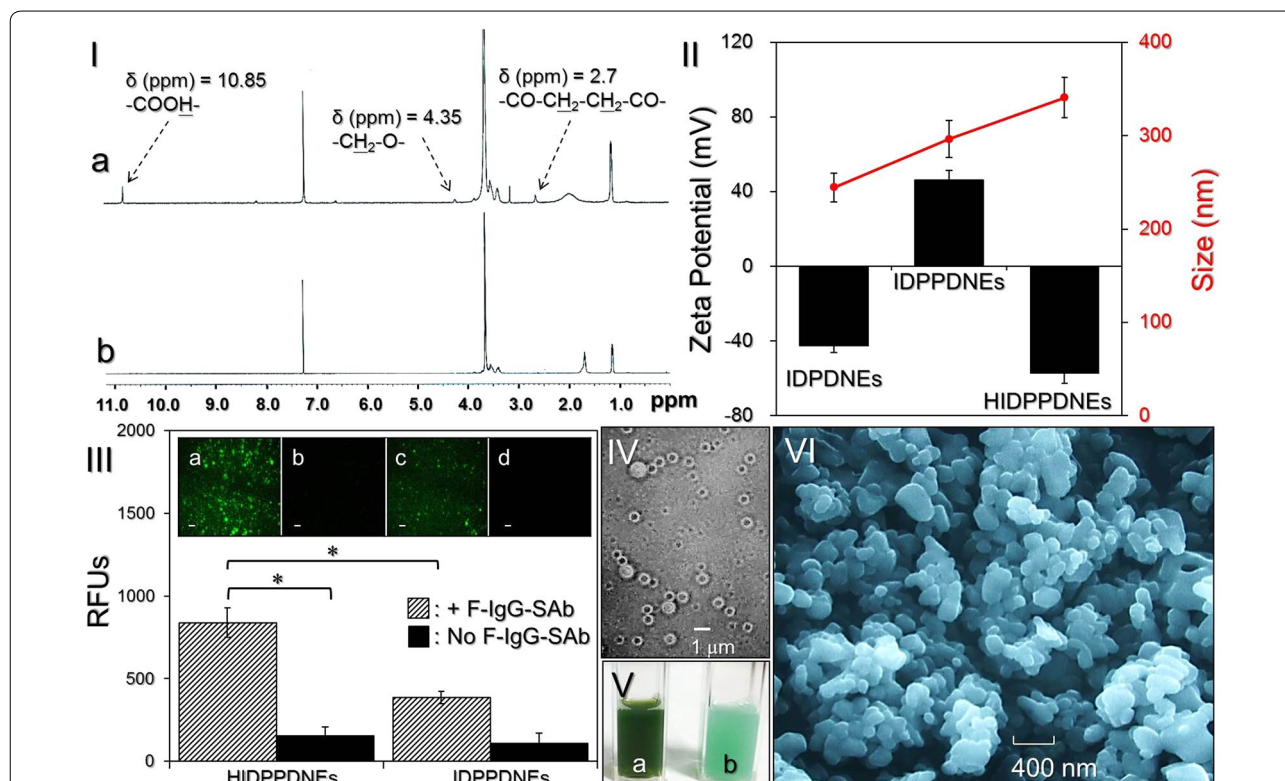 I
δ (ppm) = 10.85
-COOH-
δ (ppm) = 4.35
-CH2-O-
δ (ppm) = 2.7
-CO-CH2-CH2-CO-
a
b
11.0 10.0 9.0 8.0 7.0 6.0 5.0 4.0 3.0 2.0 1.0 ppm
II
Zeta Potential (mV)
120
80
40
0
-40
-80
Size (nm)
400
300
200
100
0
IDPDNEs
IDPPDNEs
HIDPPDNEs
III
RFUs
2000
1500
1000
500
0
a b c d
*
*
: + F-IgG-SAb
: No F-IgG-SAb
HIDPPDNEs IDPPDNEs
IV
1 μm
V
a b
VI
400 nm